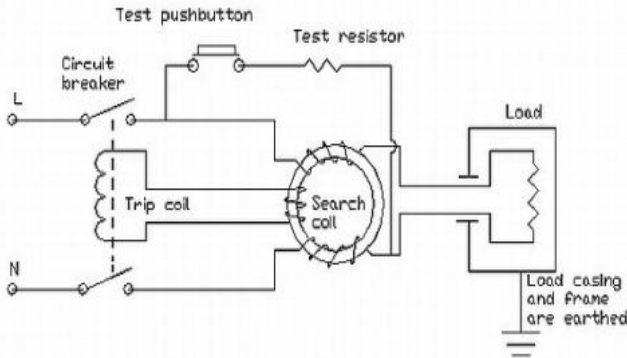 Test pushbutton
Test resistor
Circuit
breaker
L
Load
Trip coil
Search
coil
N
Load casing
and frame
are earthed